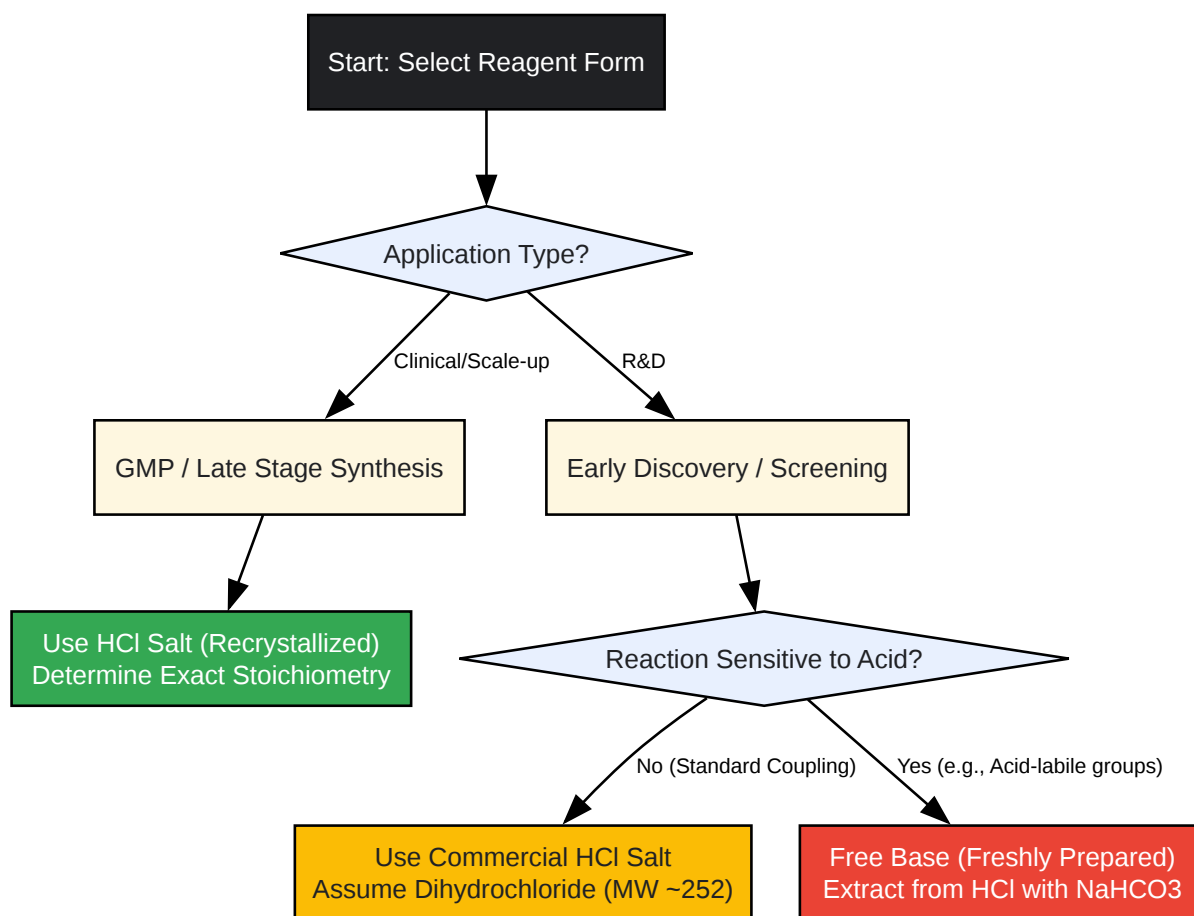 Start: Select Reagent Form
Application Type?
Clinical/Scale-up
R&D
GMP / Late Stage Synthesis
Early Discovery / Screening
Use HCl Salt (Recrystallized)
Determine Exact Stoichiometry
Reaction Sensitive to Acid?
No (Standard Coupling)
Yes (e.g., Acid-labile groups)
Use Commercial HCl Salt
Assume Dihydrochloride (MW ~252)
Free Base (Freshly Prepared)
Extract from HCl with NaHCO3